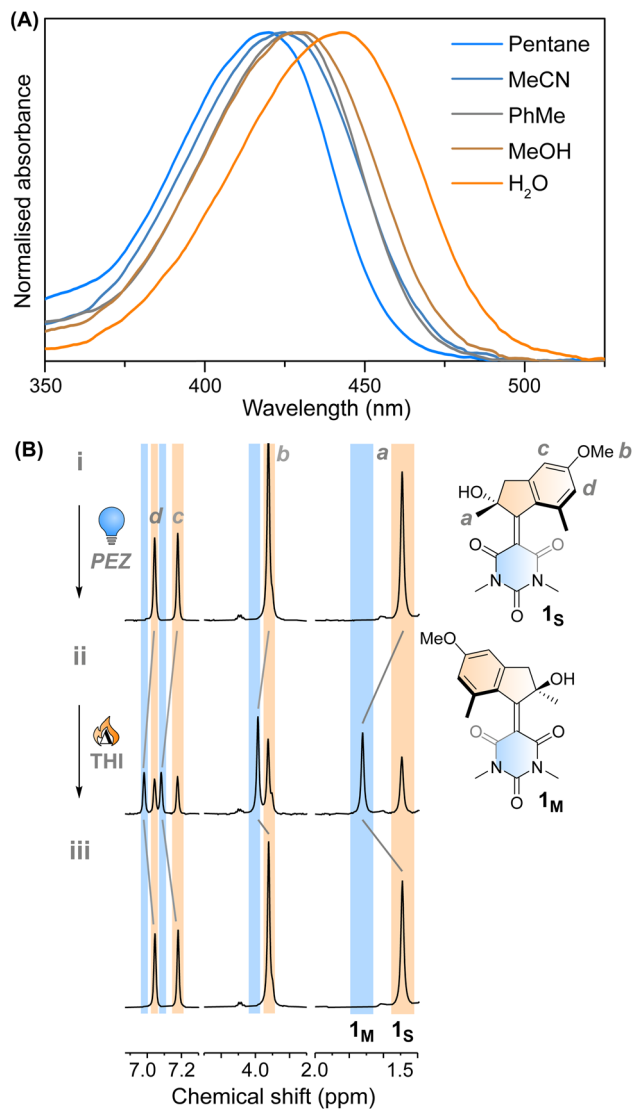 (A)
Normalised absorbance
Pentane
MeCN
PhMe
MeOH
H2O
350
400
450
500
Wavelength (nm)
(B)
i
PEZ
ii
Δ
THI
iii
d
c
b
a
1M
1S
7.0
7.2
4.0
2.0
1.5
Chemical shift (ppm)
c
OMe
b
HO
d
a
O
O
N
N
O
1S
MeO
OH
O
O
N
N
O
1M